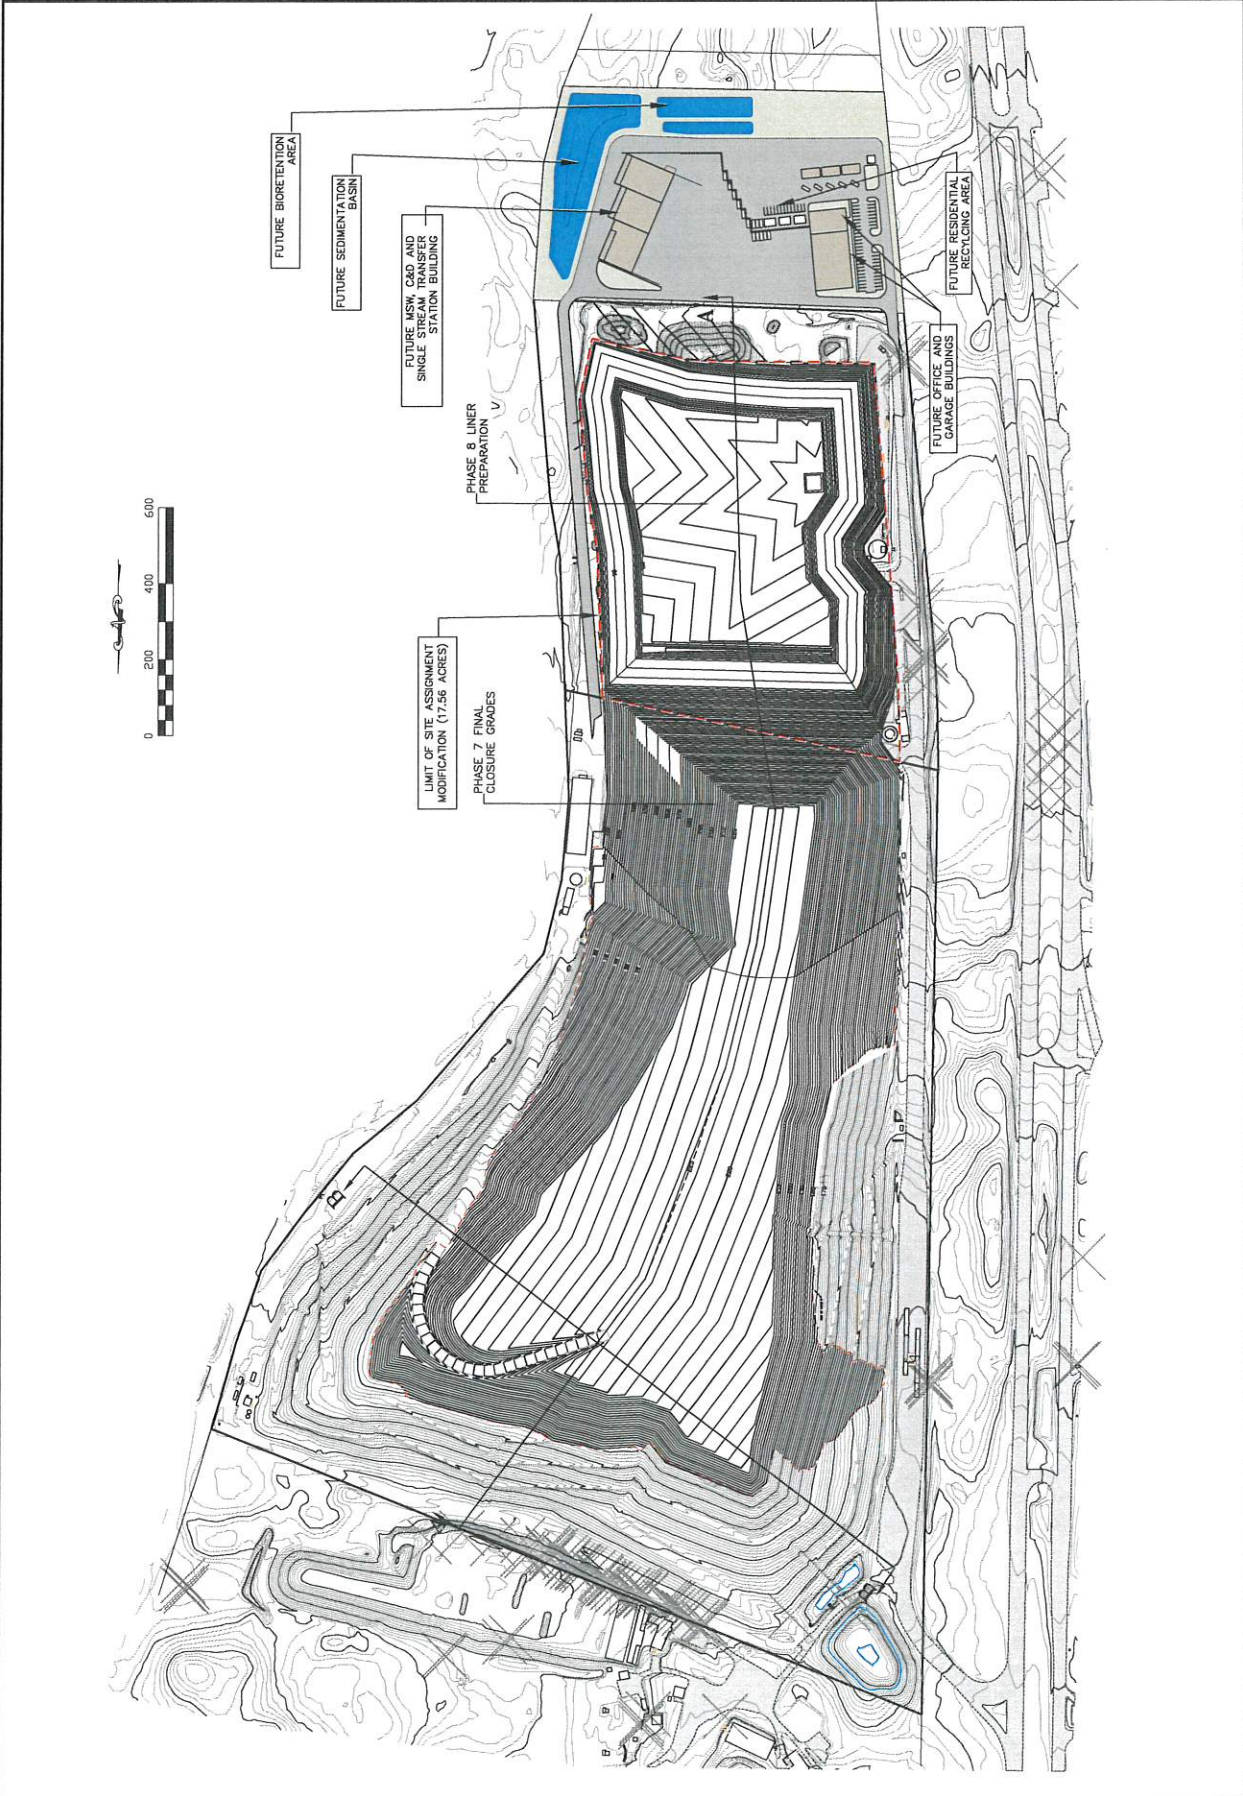 FUTURE BIORETENTION
AREA
FUTURE SEDIMENTATION
BASIN
FUTURE MSW, C&D AND
SINGLE STREAM TRANSFER
STATION BUILDING
PHASE 8 LINER
PREPARATION
LIMIT OF SITE ASSIGNMENT
MODIFICATION (17.56 ACRES)
PHASE 7 FINAL
CLOSURE GRADES
FUTURE RESIDENTIAL
RECYLCING AREA
FUTURE OFFICE AND
GARAGE BUILDINGS
0 200 400 600
A
B